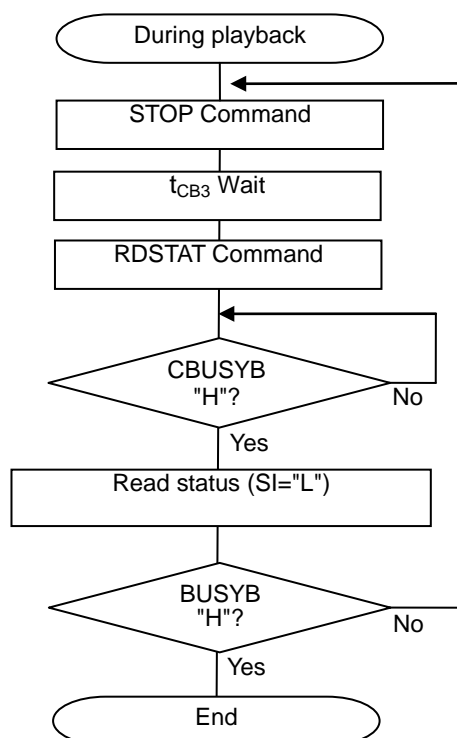 During playback
STOP Command
tCB3 Wait
RDSTAT Command
CBUSYB
"H"?
No
Yes
Read status (SI="L")
BUSYB
"H"?
No
Yes
End